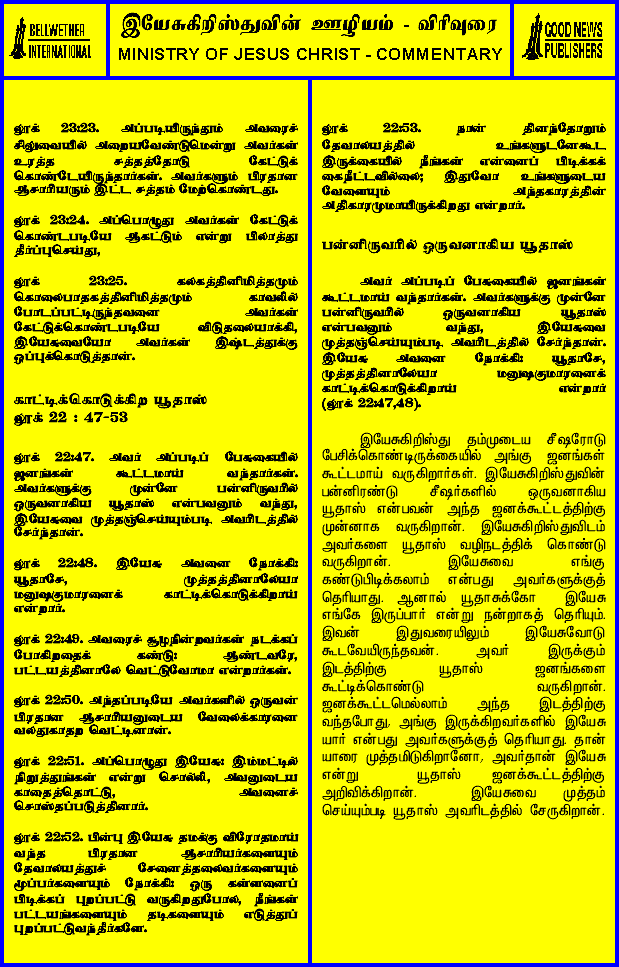 BELLWETHER
INTERNATIONAL
இயேசுகிறிஸ்துவின் ஊழியம் - விரிவுரை
MINISTRY OF JESUS CHRIST - COMMENTARY
GOOD NEWS
PUBLISHERS
லூக் 23:23. அப்படியிருந்தும் அவரைச்
சிலுவையில் அறையவேண்டுமென்று அவர்கள்
உரத்த சத்தத்தோடு கேட்டுக்
கொண்டேயிருந்தார்கள். அவர்களும் பிரதான
ஆசாரியரும் இட்ட சத்தம் மேற்கொண்டது.
லூக் 23:24. அப்பொழுது அவர்கள் கேட்டுக்
கொண்டபடியே ஆகட்டும் என்று பிலாத்து
தீர்ப்புசெய்து,
லூக் 23:25. கலகத்தினிமித்தமும்
கொலைபாதகத்தினிமித்தமும் காவலில்
போடப்பட்டிருந்தவனை அவர்கள்
கேட்டுக்கொண்டபடியே விடுதலையாக்கி,
இயேசுவையோ அவர்கள் இஷ்டத்துக்கு
ஒப்புக்கொடுத்தான்.
காட்டிக்கொடுக்கிற யூதாஸ்
லூக் 22 : 47-53
லூக் 22:47. அவர் அப்படிப் பேசுகையில்
ஜனங்கள் கூட்டமாய் வந்தார்கள்.
அவர்களுக்கு முன்னே பன்னிருவரில்
ஒருவனாகிய யூதாஸ் என்பவனும் வந்து,
இயேசுவை முத்தஞ்செய்யும்படி அவரிடத்தில்
சேர்ந்தான்.
லூக் 22:48. இயேசு அவனை நோக்கி:
யூதாசே, முத்தத்தினாலேயா
மனுஷகுமாரனைக் காட்டிக்கொடுக்கிறாய்
என்றார்.
லூக் 22:49. அவரைச் சூழநின்றவர்கள் நடக்கப்
போகிறதைக் கண்டு: ஆண்டவரே,
பட்டயத்தினாலே வெட்டுவோமா என்றார்கள்.
லூக் 22:50. அந்தப்படியே அவர்களில் ஒருவன்
பிரதான ஆசாரியனுடைய வேலைக்காரனை
வலதுகாதற வெட்டினான்.
லூக் 22:51. அப்பொழுது இயேசு: இம்மட்டில்
நிறுத்துங்கள் என்று சொல்லி, அவனுடைய
காதைத்தொட்டு, அவனைச்
சொஸ்தப்படுத்தினார்.
லூக் 22:52. பின்பு இயேசு தமக்கு விரோதமாய்
வந்த பிரதான ஆசாரியர்களையும்
தேவாலயத்துச் சேனைத்தலைவர்களையும்
மூப்பர்களையும் நோக்கி: ஒரு கள்ளனைப்
பிடிக்கப் புறப்பட்டு வருகிறதுபோல, நீங்கள்
பட்டயங்களையும் தடிகளையும் எடுத்துப்
புறப்பட்டுவந்தீர்களே.
லூக் 22:53. நான் தினந்தோறும்
தேவாலயத்தில் உங்களுடனேகூட
இருக்கையில் நீங்கள் என்னைப் பிடிக்கக்
கைநீட்டவில்லை; இதுவோ உங்களுடைய
வேளையும் அந்தகாரத்தின்
அதிகாரமுமாயிருக்கிறது என்றார்.
பன்னிருவரில் ஒருவனாகிய யூதாஸ்
அவர் அப்படிப் பேசுகையில் ஜனங்கள்
கூட்டமாய் வந்தார்கள். அவர்களுக்கு முன்னே
பன்னிருவரில் ஒருவனாகிய யூதாஸ்
என்பவனும் வந்து, இயேசுவை
முத்தஞ்செய்யும்படி அவரிடத்தில் சேர்ந்தான்.
இயேசு அவனை நோக்கி: யூதாசே,
முத்தத்தினாலேயா மனுஷகுமாரனைக்
காட்டிக்கொடுக்கிறாய் என்றார்
(லூக் 22:47,48).
இயேசுகிறிஸ்து தம்முடைய சீஷரோடு
பேசிக்கொண்டிருக்கையில் அங்கு ஜனங்கள்
கூட்டமாய் வருகிறார்கள். இயேசுகிறிஸ்துவின்
பன்னிரண்டு சீஷர்களில் ஒருவனாகிய
யூதாஸ் என்பவன் அந்த ஜனக்கூட்டத்திற்கு
முன்னாக வருகிறான். இயேசுகிறிஸ்துவிடம்
அவர்களை யூதாஸ் வழிநடத்திக் கொண்டு
வருகிறான். இயேசுவை எங்கு
கண்டுபிடிக்கலாம் என்பது அவர்களுக்குத்
தெரியாது. ஆனால் யூதாசுக்கோ இயேசு
எங்கே இருப்பார் என்று நன்றாகத் தெரியும்.
இவன் இதுவரையிலும் இயேசுவோடு
கூடவேயிருந்தவன். அவர் இருக்கும்
இடத்திற்கு யூதாஸ் ஜனங்களை
கூட்டிக்கொண்டு வருகிறான்.
ஜனக்கூட்டமெல்லாம் அந்த இடத்திற்கு
வந்தபோது, அங்கு இருக்கிறவர்களில் இயேசு
யார் என்பது அவர்களுக்குத் தெரியாது. தான்
யாரை முத்தமிடுகிறானோ, அவர்தான் இயேசு
என்று யூதாஸ் ஜனக்கூட்டத்திற்கு
அறிவிக்கிறான். இயேசுவை முத்தம்
செய்யும்படி யூதாஸ் அவரிடத்தில் சேருகிறான்.